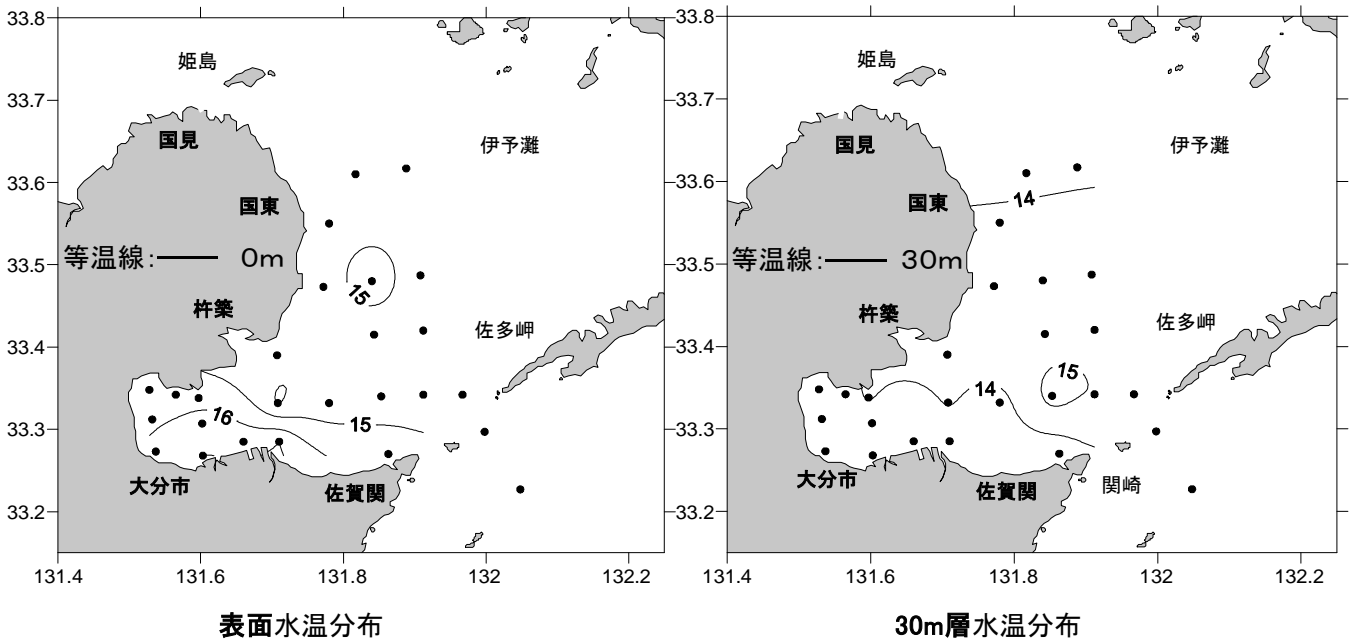 33.8
33.7
33.6
33.5
33.4
33.3
33.2
131.4
131.6
131.8
132
132.2
姫島
国見
伊予灘
国東
等温線: 0m
15
杵築
佐多岬
16
15
大分市
佐賀関
表面水温分布
33.8
33.7
33.6
33.5
33.4
33.3
33.2
131.4
131.6
131.8
132
132.2
姫島
国見
伊予灘
14
国東
等温線: 30m
杵築
佐多岬
15
14
大分市
佐賀関
関崎
30m層水温分布